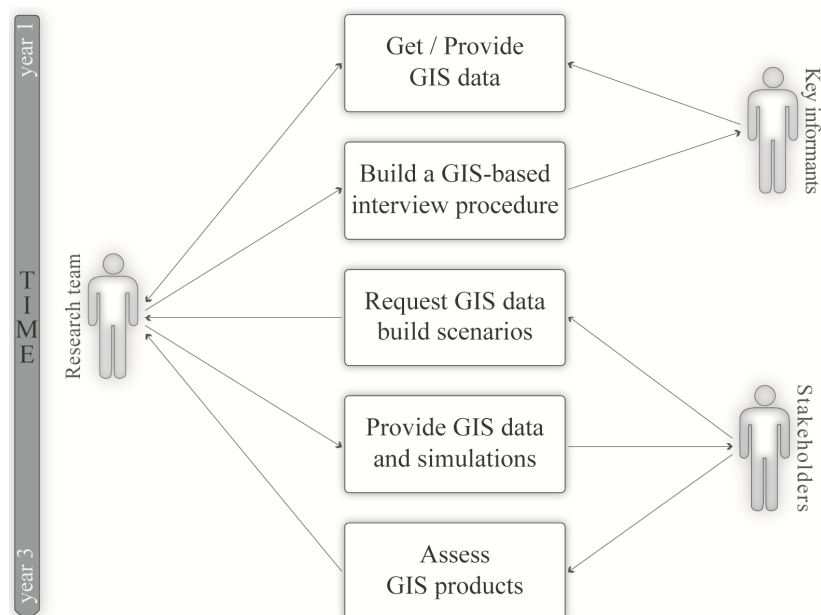 year 1
TIME
year 3
Research team
Get / Provide
GIS data
Build a GIS-based
interview procedure
Request GIS data
build scenarios
Provide GIS data
and simulations
Assess
GIS products
Key informants
Stakeholders